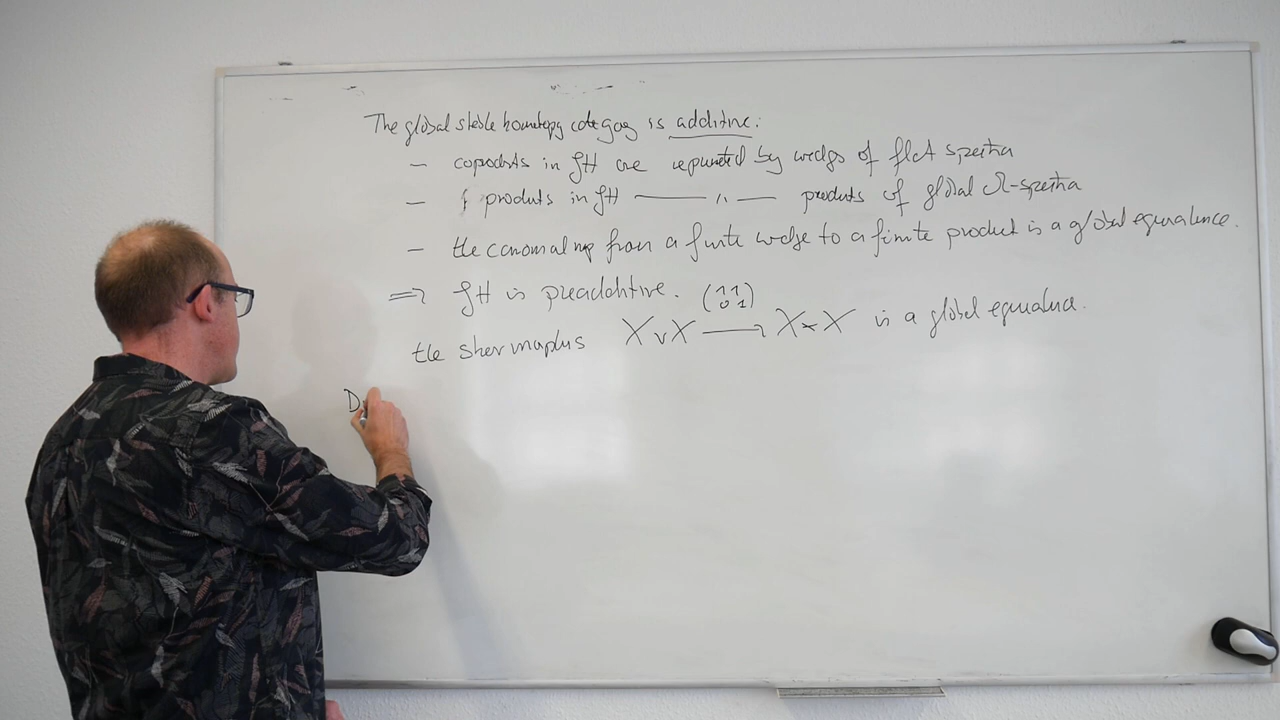 The global stable homotopy category is additive:
– coproducts in GH are represented by wedges of flat spectra
– products in GH —— " —— products of global Ω-spectra
– the canonical map from a finite wedge to a finite product is a global equivalence.
=> GH is preadditive.
(1 1
0 1)
the shear map X ∨ X ⟶ X × X is a global equivalence.
D